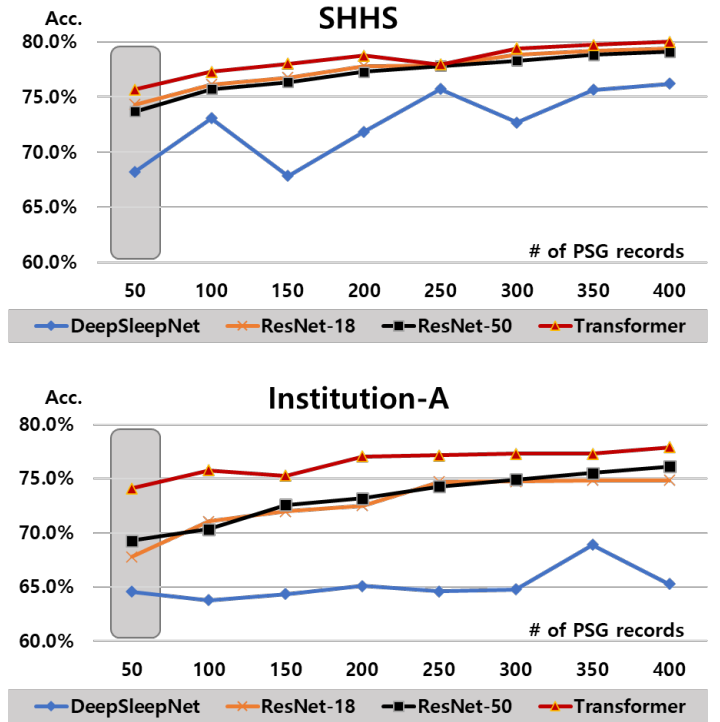 Acc.
SHHS
80.0%
75.0%
70.0%
65.0%
60.0%
# of PSG records
50 100 150 200 250 300 350 400
DeepSleepNet ResNet-18 ResNet-50 Transformer
Acc.
Institution-A
80.0%
75.0%
70.0%
65.0%
60.0%
# of PSG records
50 100 150 200 250 300 350 400
DeepSleepNet ResNet-18 ResNet-50 Transformer